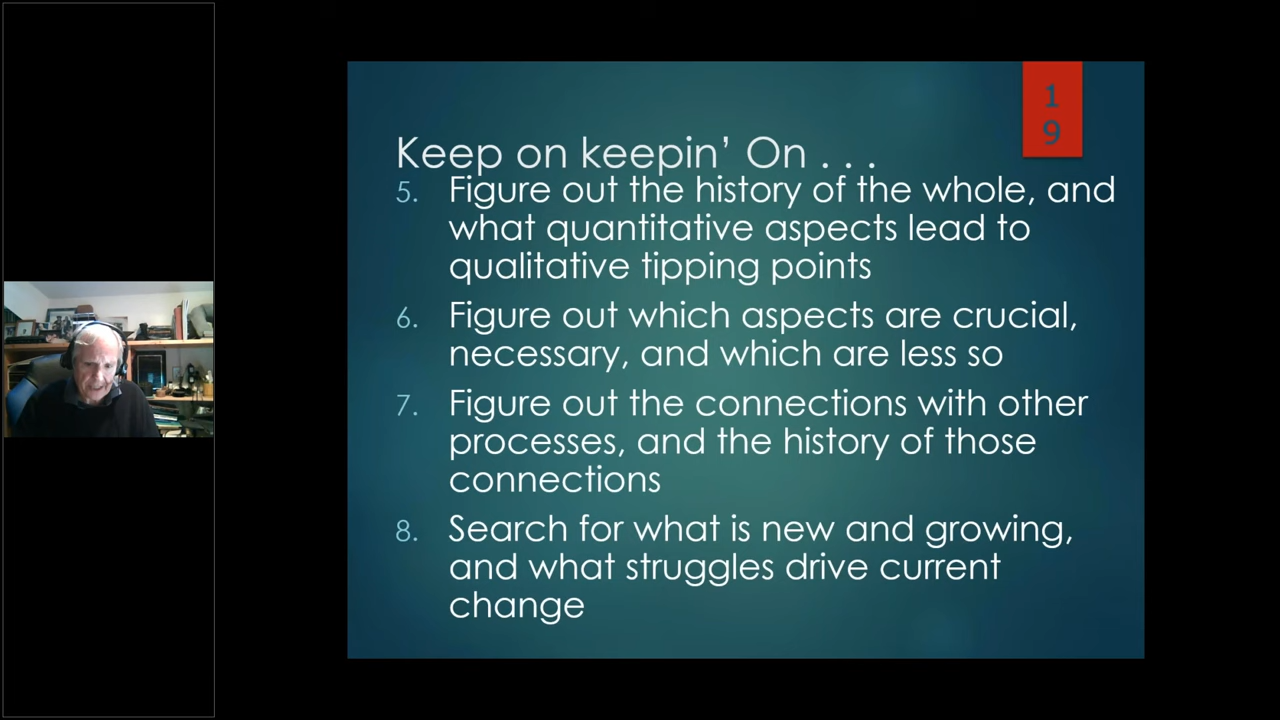 1
9
Keep on keepin’ On . . .
5. Figure out the history of the whole, and
what quantitative aspects lead to
qualitative tipping points
6. Figure out which aspects are crucial,
necessary, and which are less so
7. Figure out the connections with other
processes, and the history of those
connections
8. Search for what is new and growing,
and what struggles drive current
change